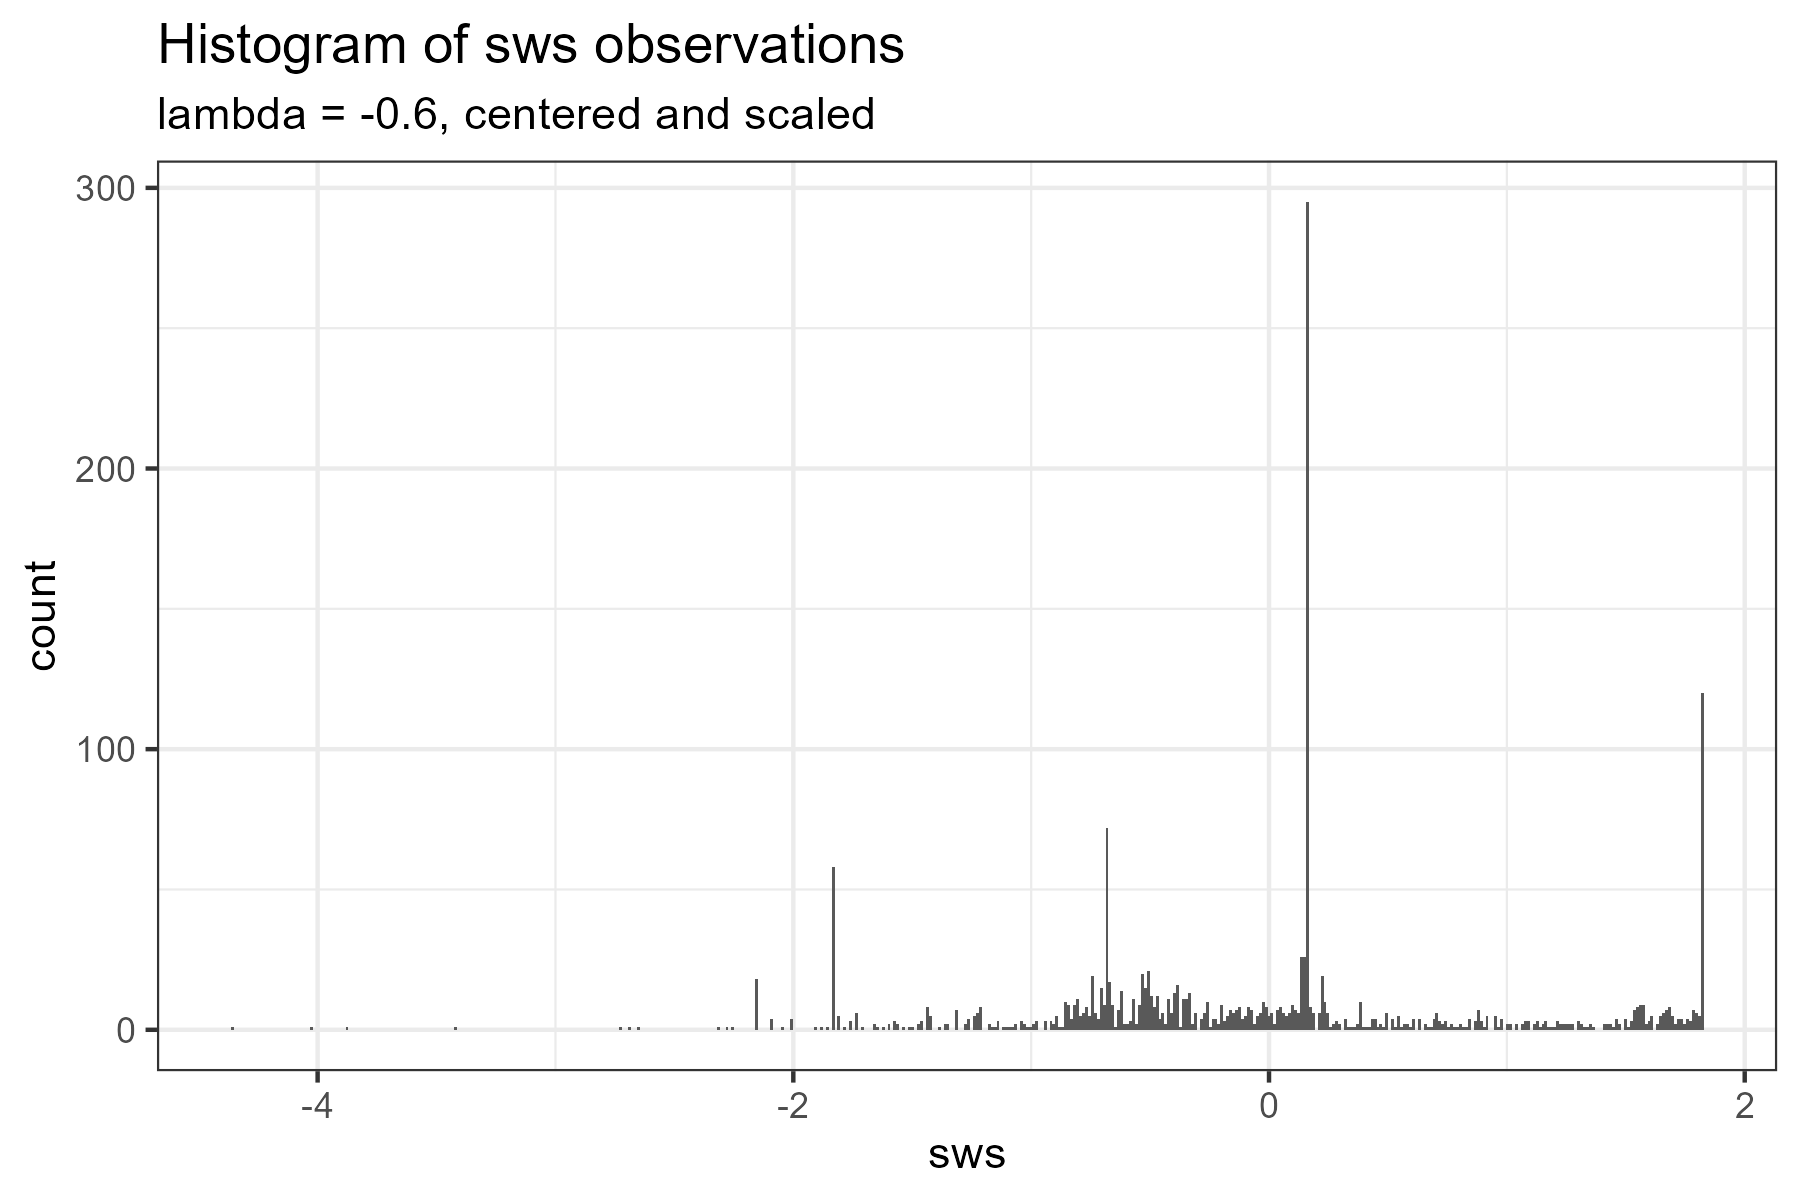 Histogram of sws observations
lambda = -0.6, centered and scaled
300
200
100
0
count
-4
-2
0
2
sws